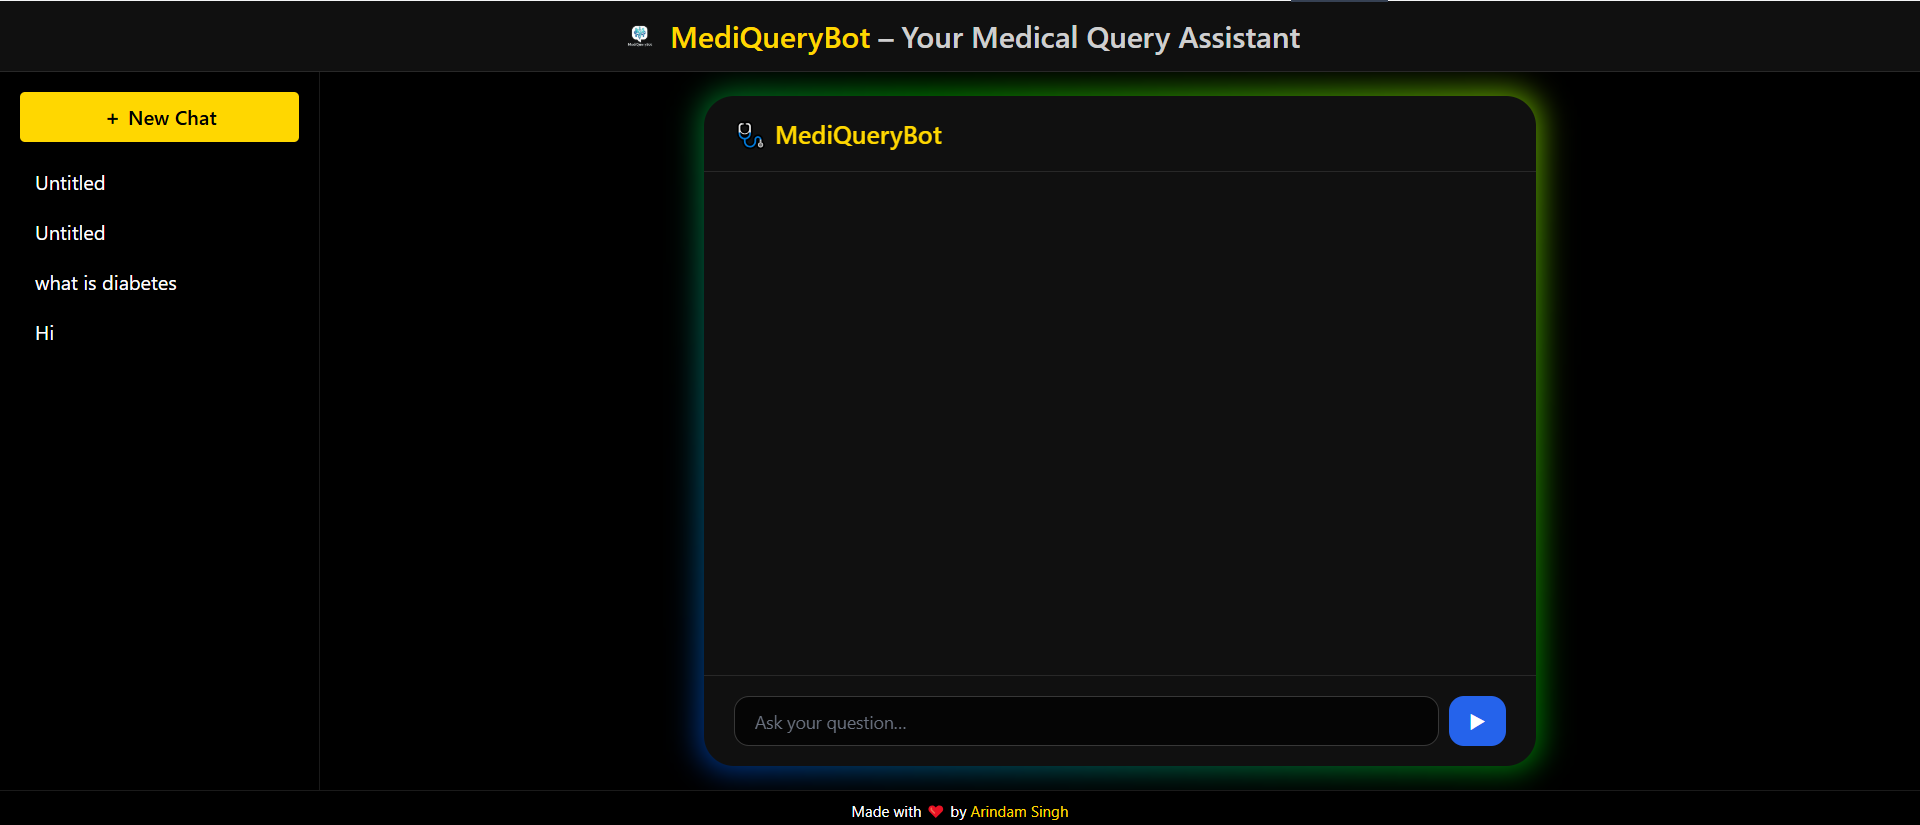 MediQueryBot – Your Medical Query Assistant
+ New Chat
Untitled
Untitled
what is diabetes
Hi
MediQueryBot
Ask your question...
Made with ❤️ by Arindam Singh